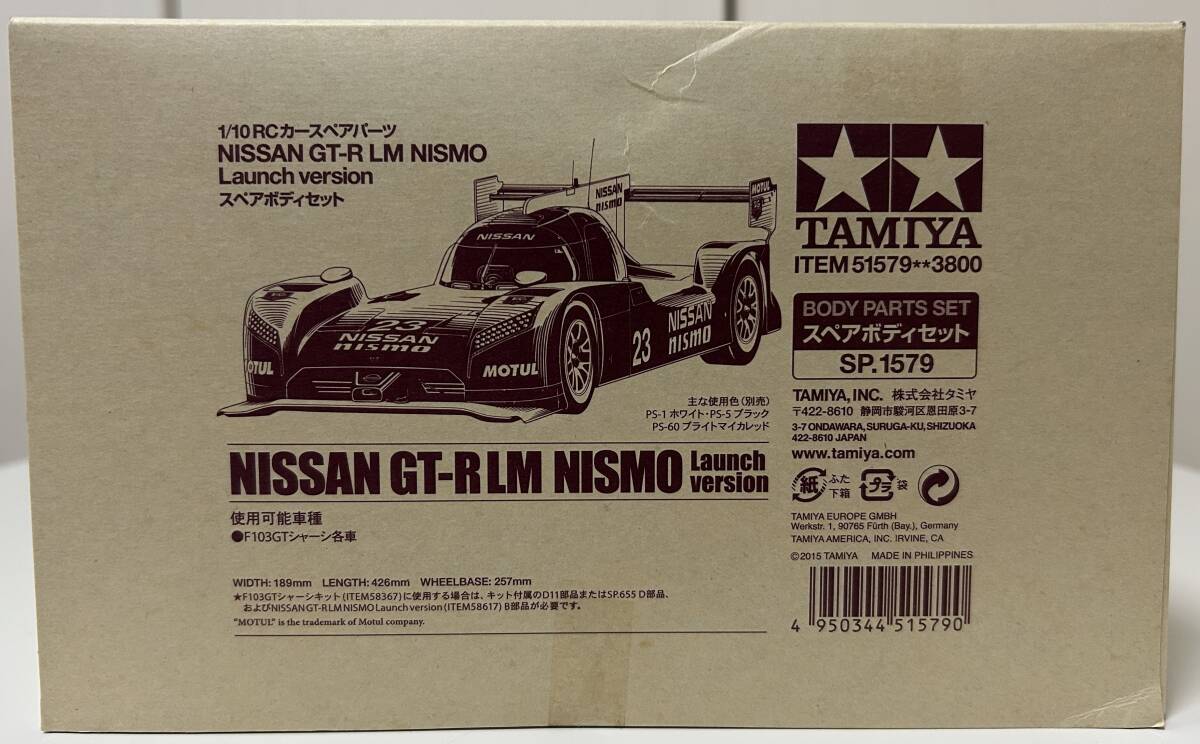 1/10 RCカースペアパーツ
NISSAN GT-R LM NISMO
Launch version
スペアボディセット
NISSAN
nismo
MOTUL
NISSAN
23
NISSAN
nismo
MOTUL
MOTUL
23
NISSAN
nismo
主な使用色(別売)
PS-1 ホワイト・PS-5 ブラック
PS-60 ブライトマイカレッド
NISSAN GT-R LM NISMO Launch version
使用可能車種
●F103GTシャーシ各車
WIDTH: 189mm LENGTH: 426mm WHEELBASE: 257mm
★F103GTシャーシキット(ITEM58367)に使用する場合は、キット付属のD11部品またはSP.655 D部品、
およびNISSAN GT-R LM NISMO Launch version(ITEM58617) B部品が必要です。
"MOTUL" is the trademark of Motul company.
TAMIYA
ITEM 51579**3800
BODY PARTS SET
スペアボディセット
SP.1579
TAMIYA, INC. 株式会社タミヤ
〒422-8610 静岡市駿河区恩田原3-7
3-7 ONDAWARA, SURUGA-KU, SHIZUOKA
422-8610 JAPAN
www.tamiya.com
紙 ふた
下箱
プラ 袋
TAMIYA EUROPE GMBH
Werkstr. 1, 90765 Fürth (Bay.), Germany
TAMIYA AMERICA, INC. IRVINE, CA
©2015 TAMIYA MADE IN PHILIPPINES
4 950344 515790